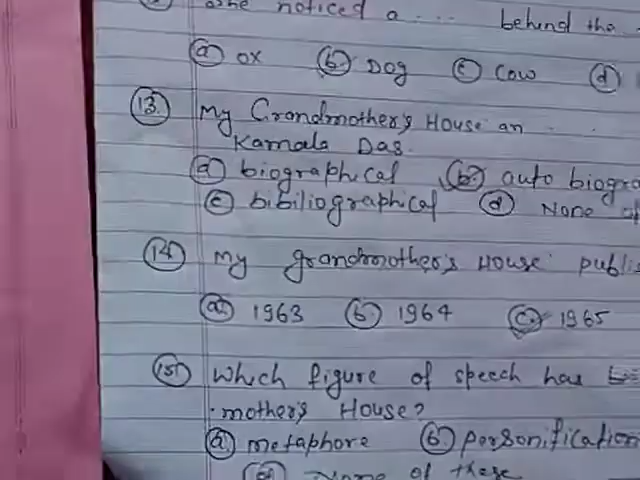 she noticed a .... behind the
(a) ox (b) Dog (c) Cow (d)
(13) My Grandmother's House an ....
Kamala Das.
(a) biographical (b) auto biogra
(c) bibiliographical (d) None of
(14) My grandmother's House publis
(a) 1963 (b) 1964 (c) 1965
(15) Which figure of speech has
mother's House?
(a) metaphore (b) personification
(d) None of these